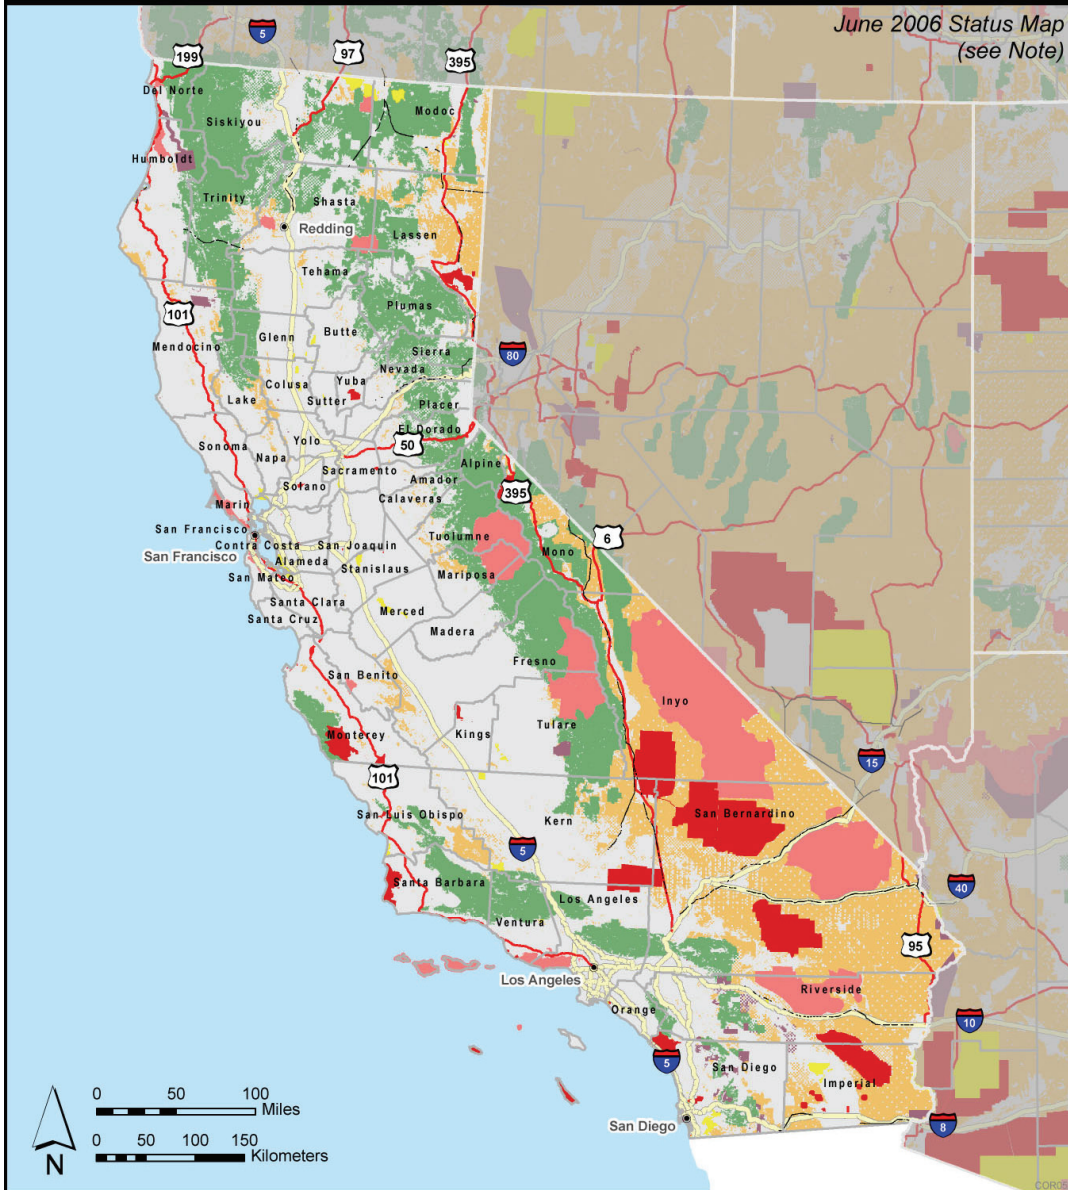 June 2006 Status Map
(see Note)
5
97
199
395
Del Norte
Modoc
Siskiyou
Humboldt
Trinity
Shasta
Redding
Lassen
Tehama
Plumas
101
Mendocino
Glenn
Butte
80
Sierra
Nevada
Colusa
Yuba
Lake
Sutter
Placer
El Dorado
Sonoma
Yolo
50
Napa
Alpine
Sacramento
Amador
Solano
Calaveras
395
Marin
San Francisco
Tuolumne
6
Contra Costa
San Joaquin
Mono
San Francisco
Alameda
Stanislaus
Mariposa
San Mateo
Santa Clara
Merced
Santa Cruz
Madera
Fresno
San Benito
Inyo
Tulare
Monterey
Kings
15
101
San Luis Obispo
Kern
San Bernardino
5
Santa Barbara
40
Los Angeles
Ventura
95
Los Angeles
Riverside
Orange
10
5
San Diego
Imperial
0 50 100
Miles
San Diego
8
0 50 100 150
Kilometers
N
COR05